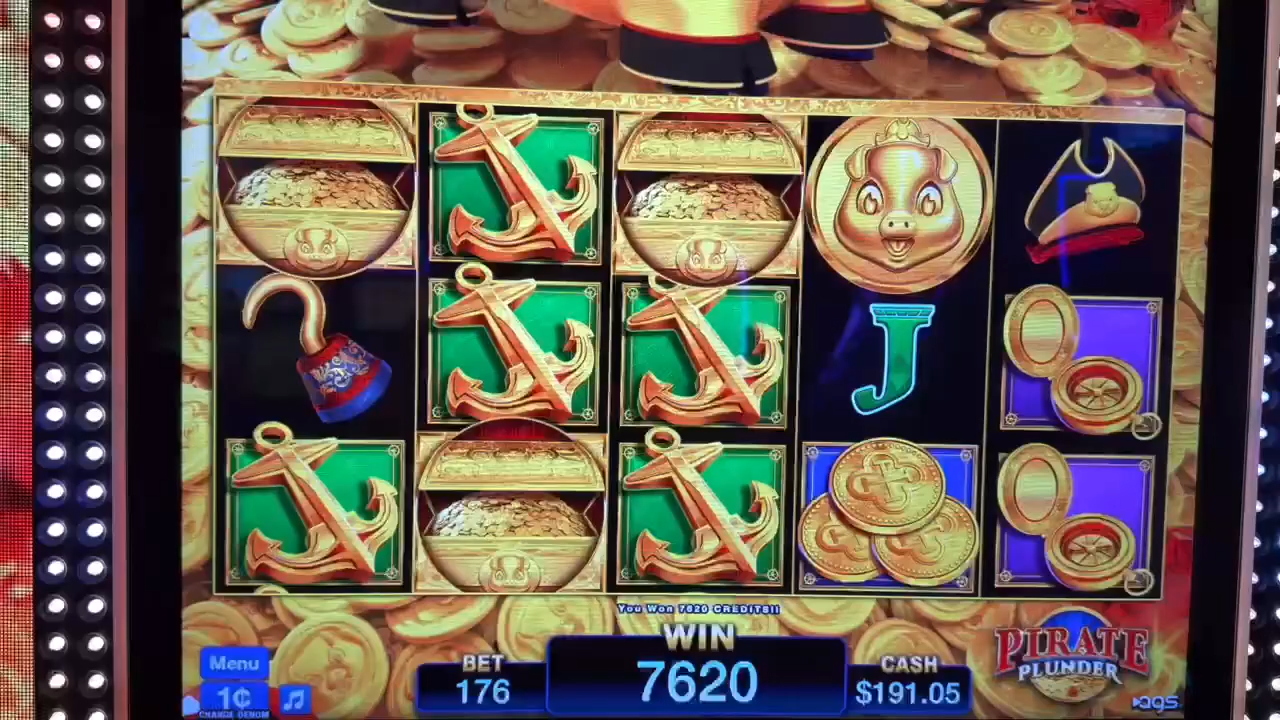 J
You Won 7620 CREDITS!!
WIN
7620
BET
176
CASH
$191.05
Menu
1¢
CHANGE DENOM
PIRATE
PLUNDER
ags